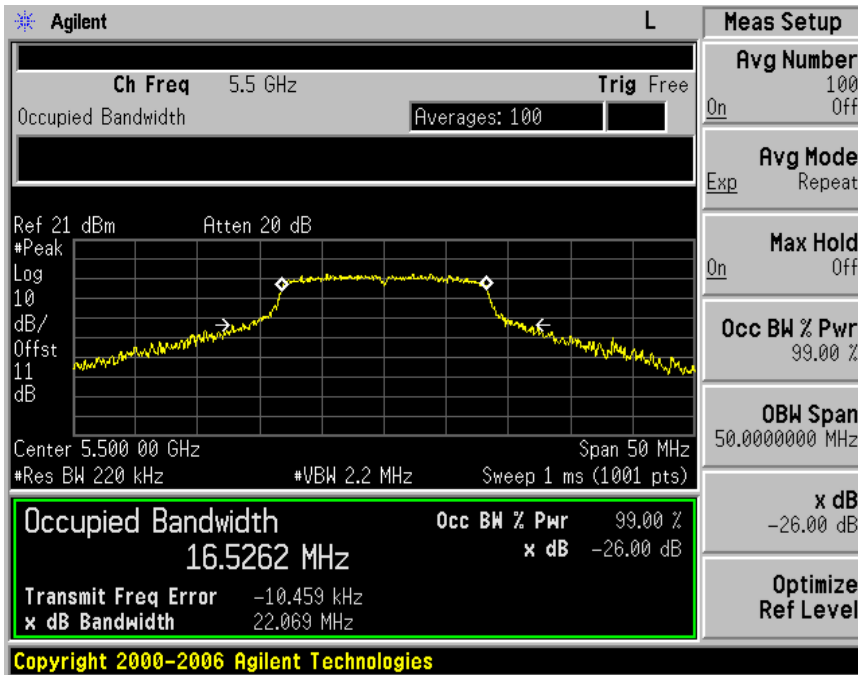 Agilent L Meas Setup
Ch Freq 5.5 GHz Trig Free
Occupied Bandwidth Averages: 100
Ref 21 dBm Atten 20 dB
#Peak
Log
10
dB/
Offst
11
dB
Center 5.500 00 GHz Span 50 MHz
#Res BW 220 kHz #VBW 2.2 MHz Sweep 1 ms (1001 pts)
Occupied Bandwidth Occ BW % Pwr 99.00 %
16.5262 MHz x dB -26.00 dB
Transmit Freq Error -10.459 kHz
x dB Bandwidth 22.069 MHz
Avg Number
100
On Off
Avg Mode
Exp Repeat
Max Hold
On Off
Occ BW % Pwr
99.00 %
OBW Span
50.0000000 MHz
x dB
-26.00 dB
Optimize
Ref Level
Copyright 2000-2006 Agilent Technologies